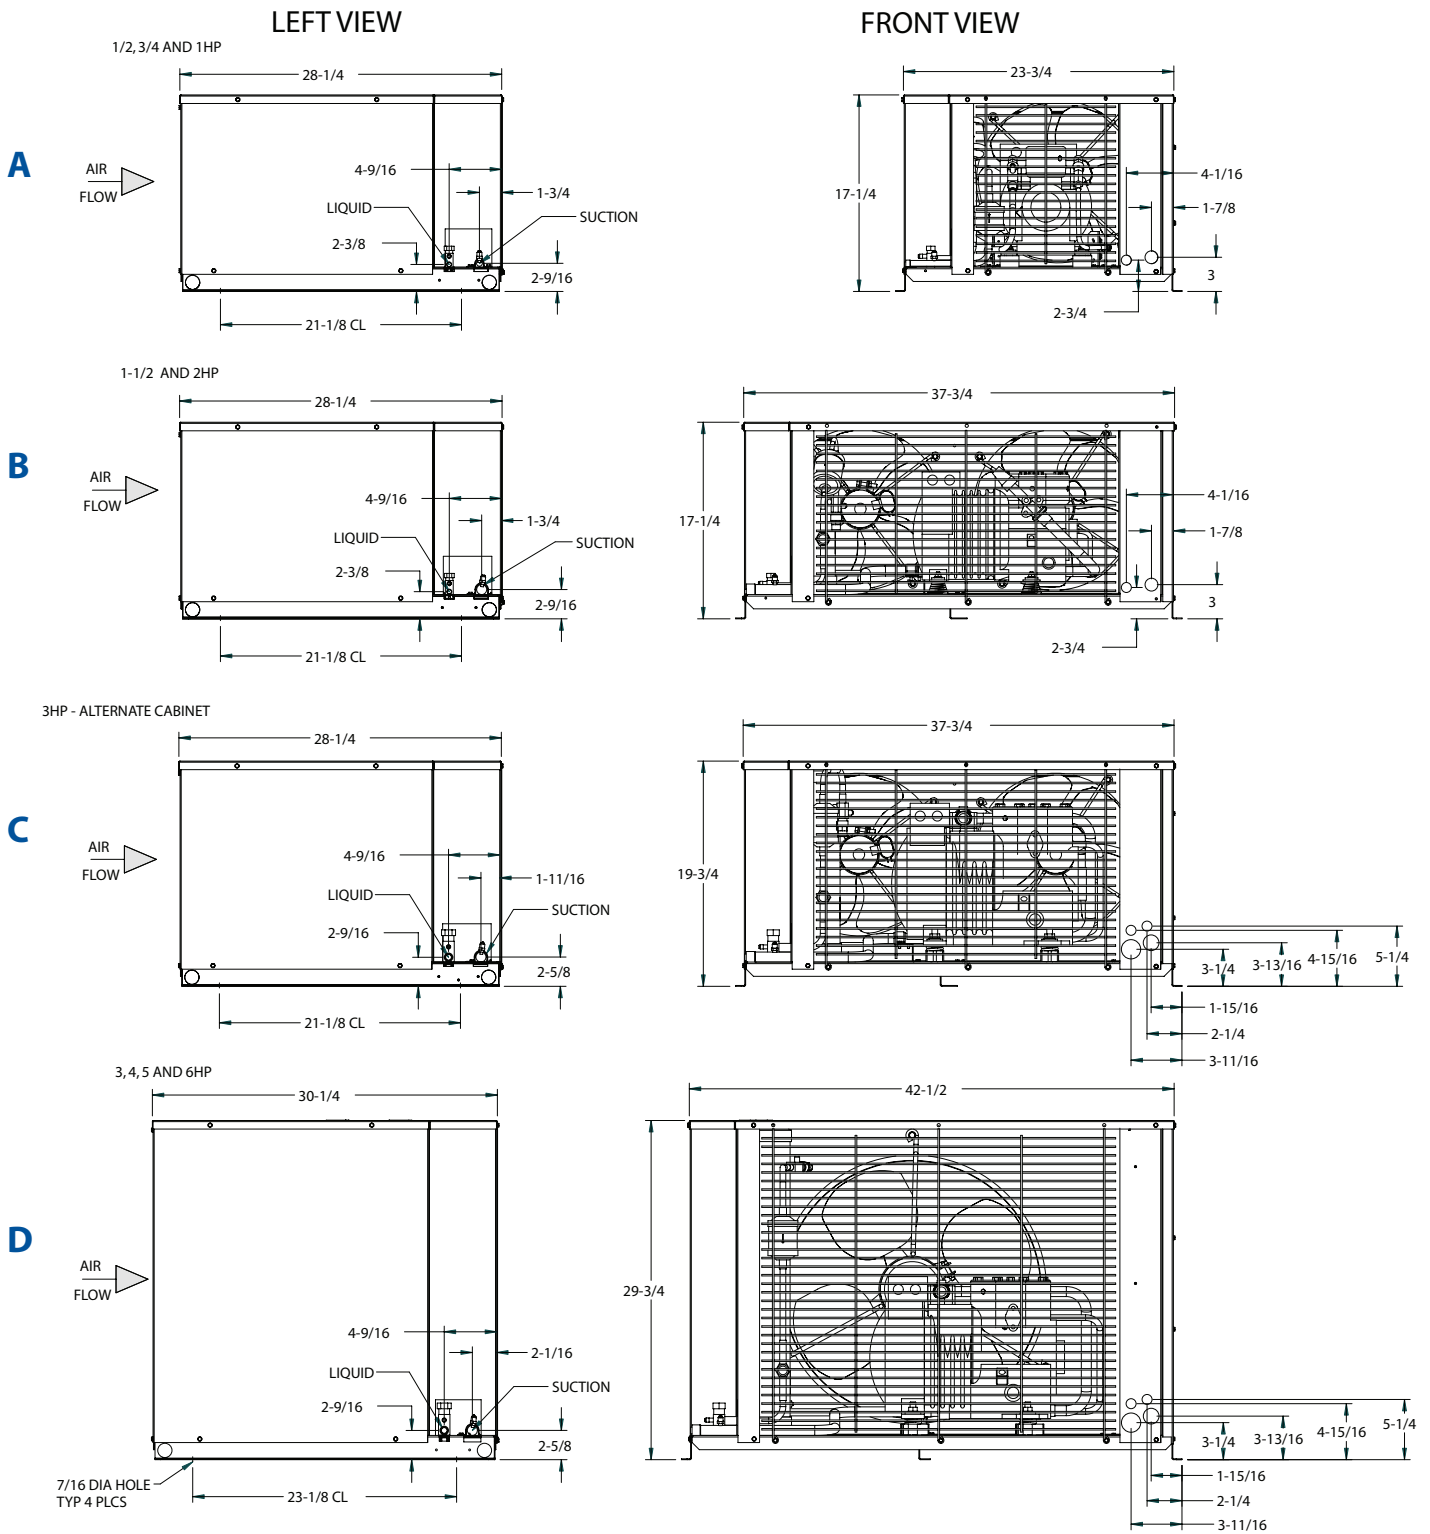 LEFT VIEW
FRONT VIEW
1/2, 3/4 AND 1HP
A
28-1/4
AIR
FLOW
4-9/16
1-3/4
LIQUID
SUCTION
2-3/8
2-9/16
21-1/8 CL
23-3/4
17-1/4
4-1/16
1-7/8
3
2-3/4
1-1/2 AND 2HP
B
28-1/4
AIR
FLOW
4-9/16
1-3/4
LIQUID
SUCTION
2-3/8
2-9/16
21-1/8 CL
37-3/4
17-1/4
4-1/16
1-7/8
3
2-3/4
3HP - ALTERNATE CABINET
C
28-1/4
AIR
FLOW
4-9/16
1-11/16
LIQUID
SUCTION
2-9/16
2-5/8
21-1/8 CL
37-3/4
19-3/4
3-1/4
3-13/16
4-15/16
5-1/4
1-15/16
2-1/4
3-11/16
3, 4, 5 AND 6HP
D
30-1/4
AIR
FLOW
4-9/16
2-1/16
LIQUID
SUCTION
2-9/16
2-5/8
7/16 DIA HOLE
TYP 4 PLCS
23-1/8 CL
42-1/2
29-3/4
3-1/4
3-13/16
4-15/16
5-1/4
1-15/16
2-1/4
3-11/16